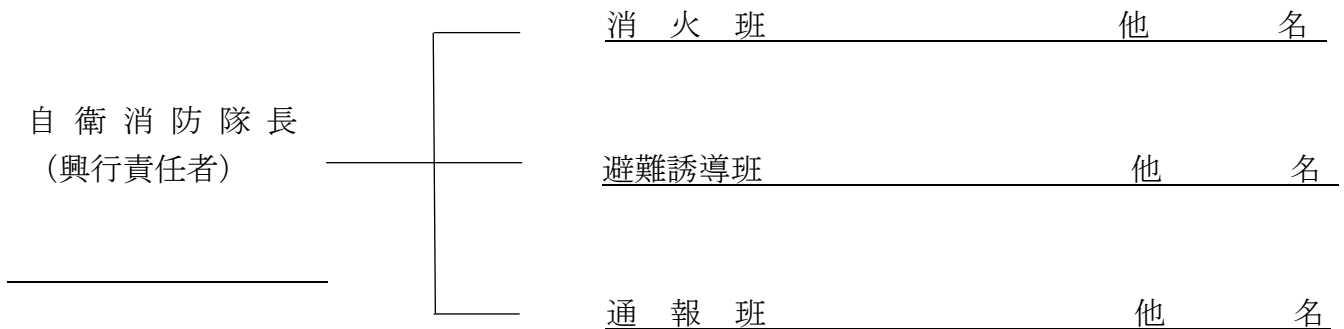 消　火　班　　　　　　　　　　　　他　　　　名
自 衛 消 防 隊 長
（興行責任者）
避難誘導班　　　　　　　　　　　　他　　　　名
通　報　班　　　　　　　　　　　　他　　　　名